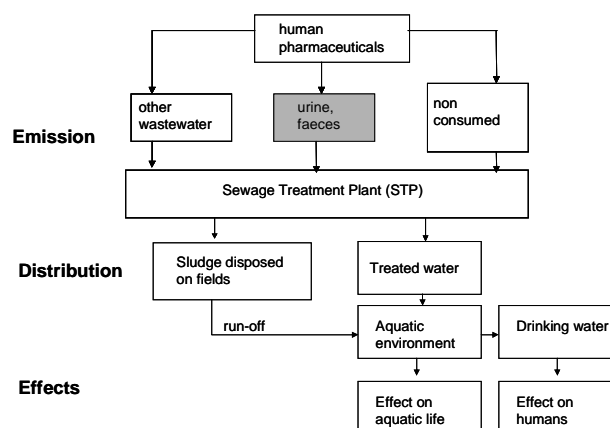 human
pharmaceuticals
other
wastewater
urine,
faeces
non
consumed
Emission
Sewage Treatment Plant (STP)
Distribution
Sludge disposed
on fields
Treated water
run-off
Aquatic
environment
Drinking water
Effects
Effect on
aquatic life
Effect on
humans